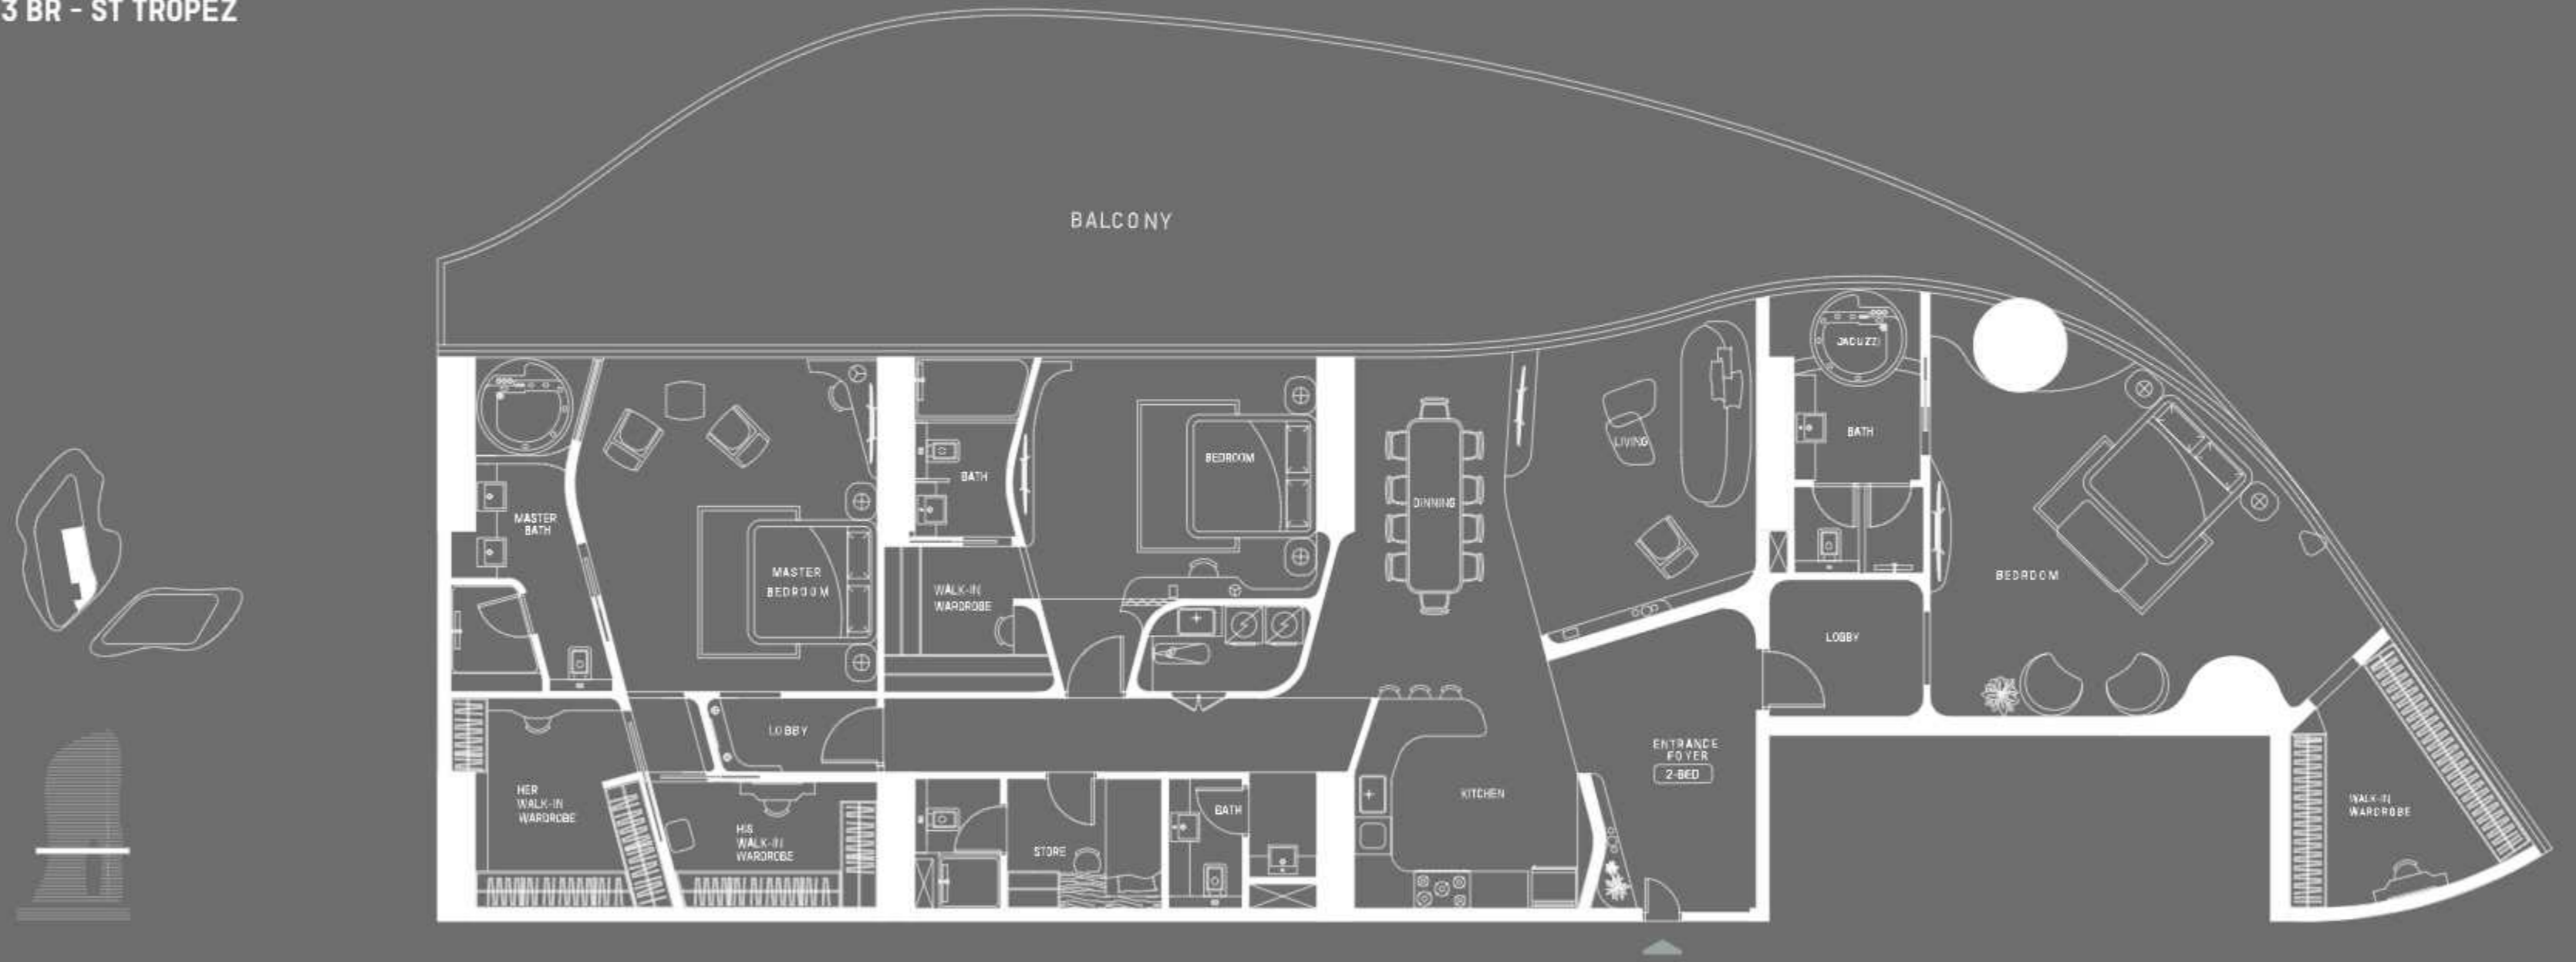 3 BR - ST TROPEZ
BALCONY
JACUZZI
BATH
LIVING
BEDROOM
BATH
DINNING
MASTER
BATH
MASTER
BEDROOM
WALK-IN
WARDROBE
BEDROOM
LOBBY
LOBBY
ENTRANCE
FOYER
2-BED
HER
WALK-IN
WARDROBE
HIS
WALK-IN
WARDROBE
STORE
BATH
KITCHEN
WALK-IN
WARDROBE